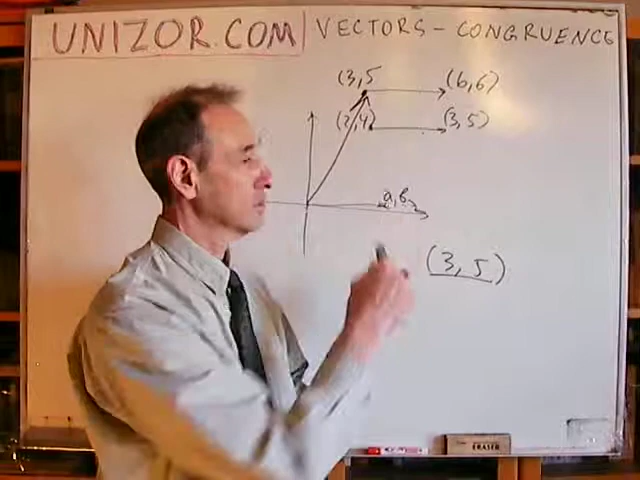 UNIZOR.COM VECTORS - CONGRUENCE
(3,5 (6,6)
(2,4) (3,5)
a,b
(3,5)
ERASER